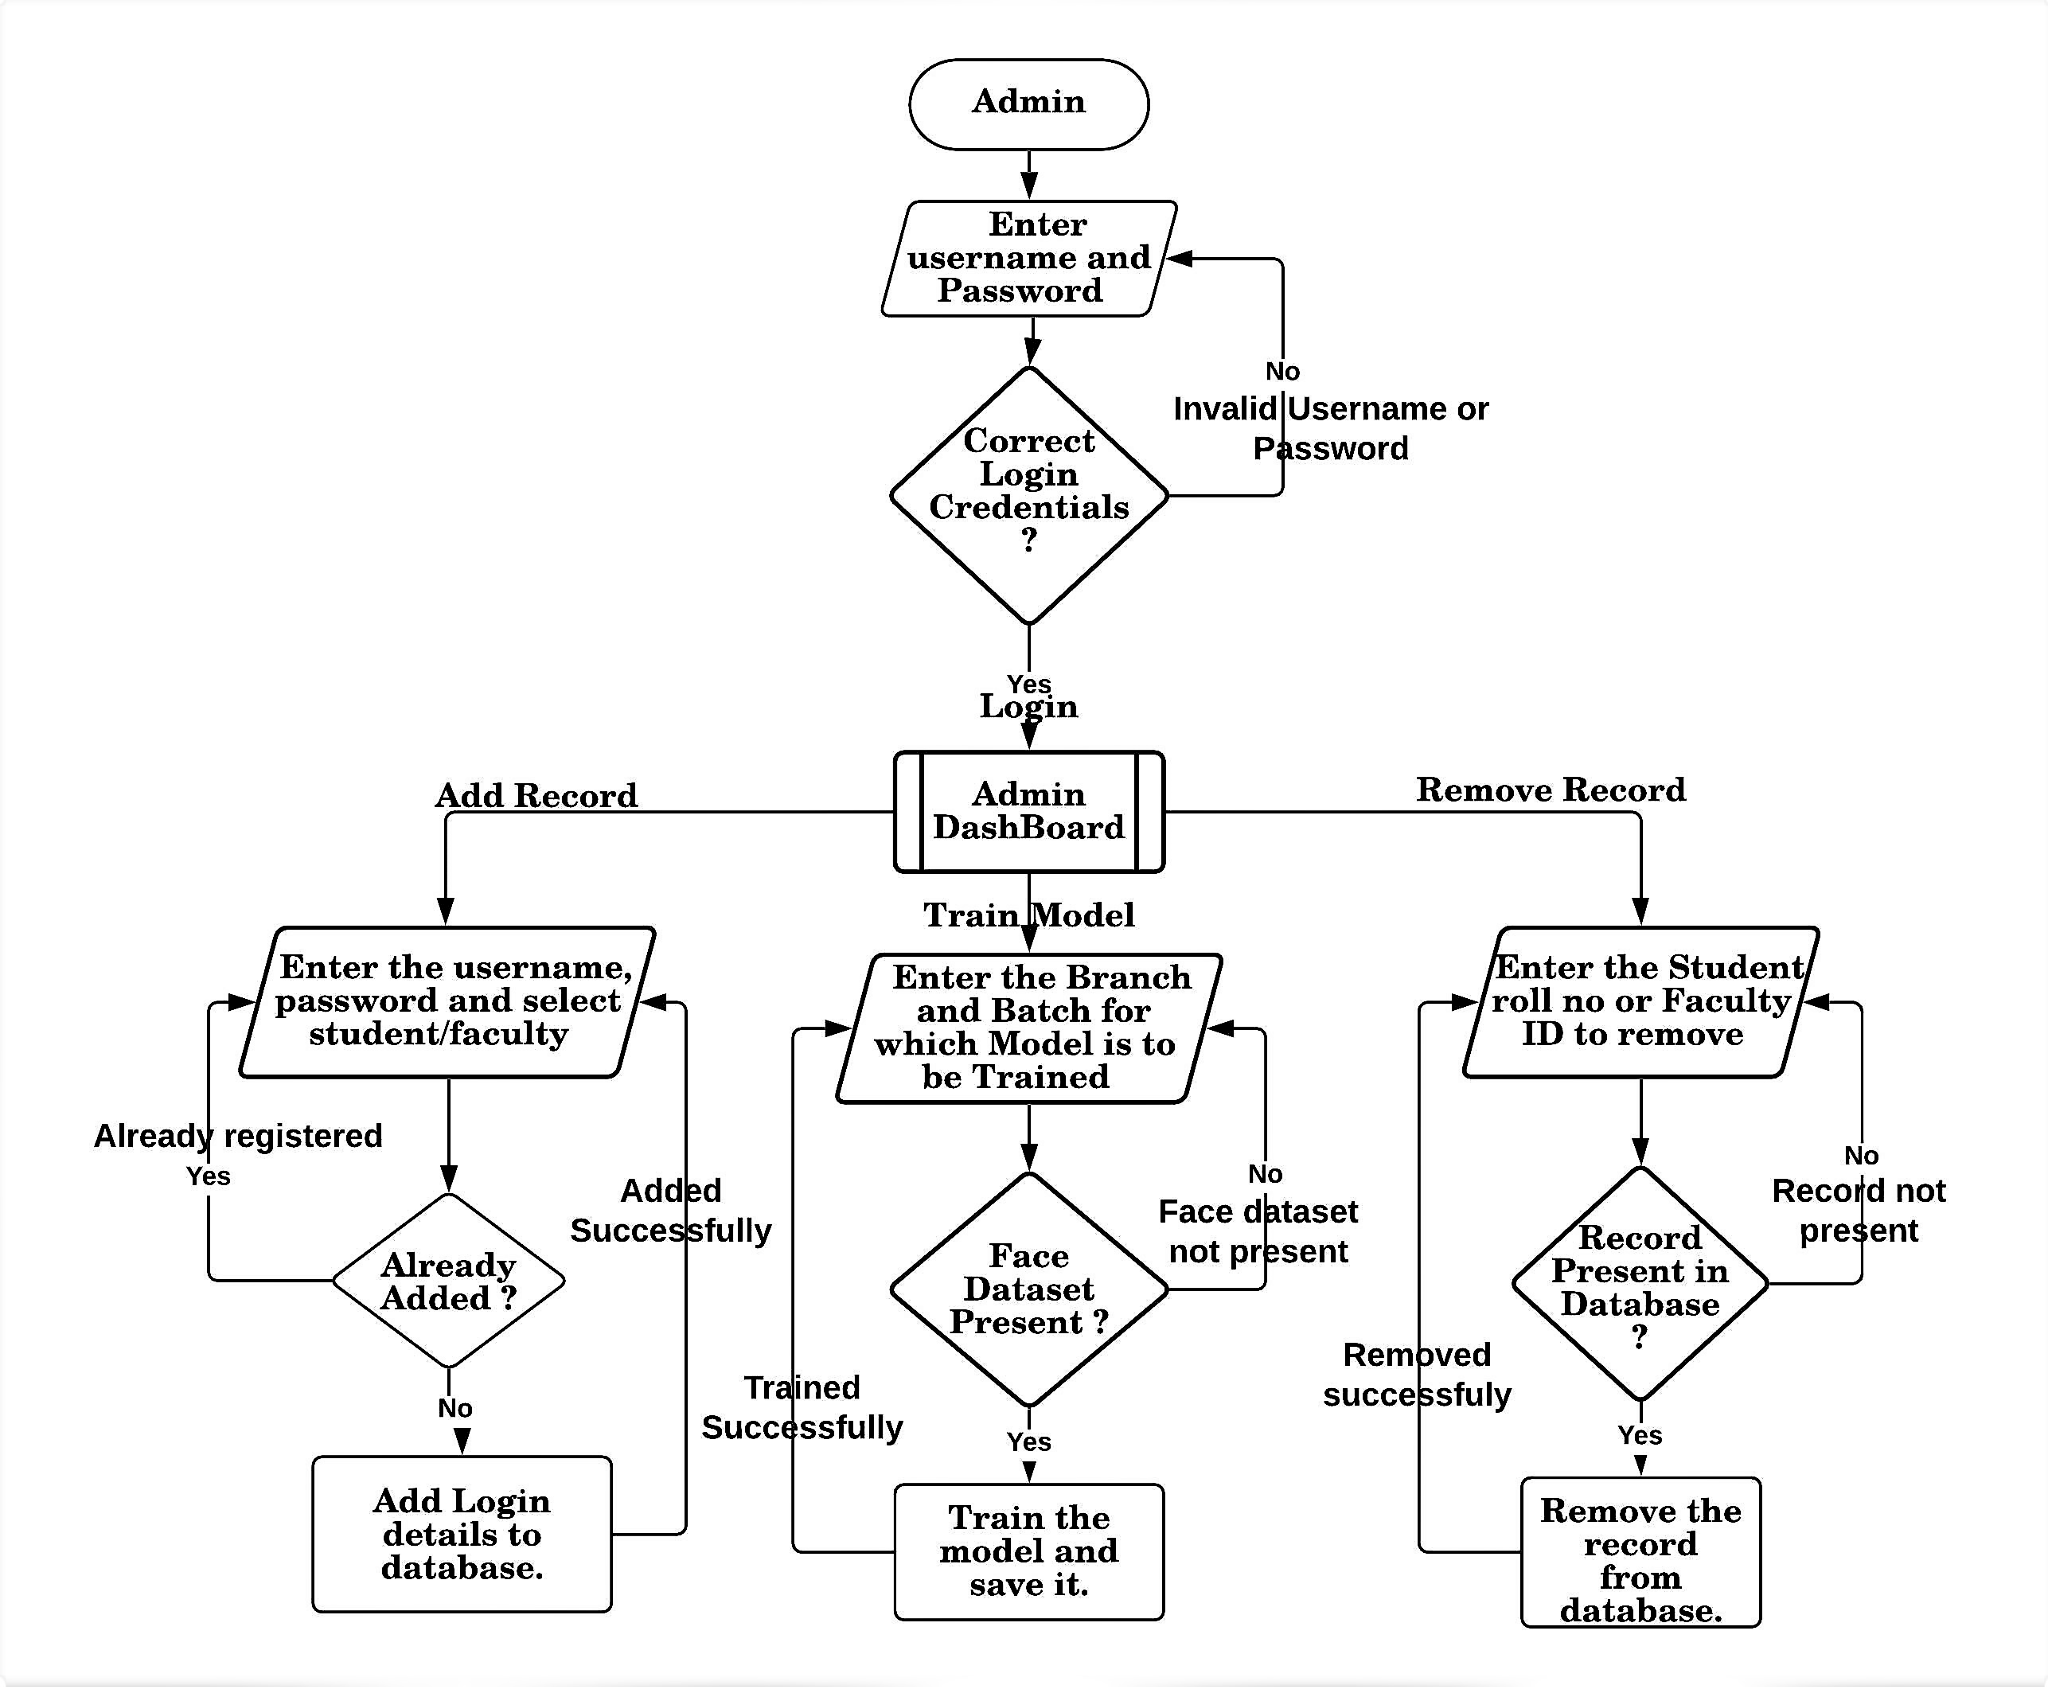 Admin
Enter
username and
Password
No
Invalid Username or
Password
Correct
Login
Credentials
?
Yes
Login
Admin
DashBoard
Add Record
Train Model
Remove Record
Enter the username,
password and select
student/faculty
Already registered
Yes
Already
Added ?
Added
Successfully
No
Add Login
details to
database.
Enter the Branch
and Batch for
which Model is to
be Trained
No
Face dataset
not present
Face
Dataset
Present ?
Trained
Successfully
Yes
Train the
model and
save it.
Enter the Student
roll no or Faculty
ID to remove
No
Record not
present
Record
Present in
Database
?
Removed
successfuly
Yes
Remove the
record
from
database.